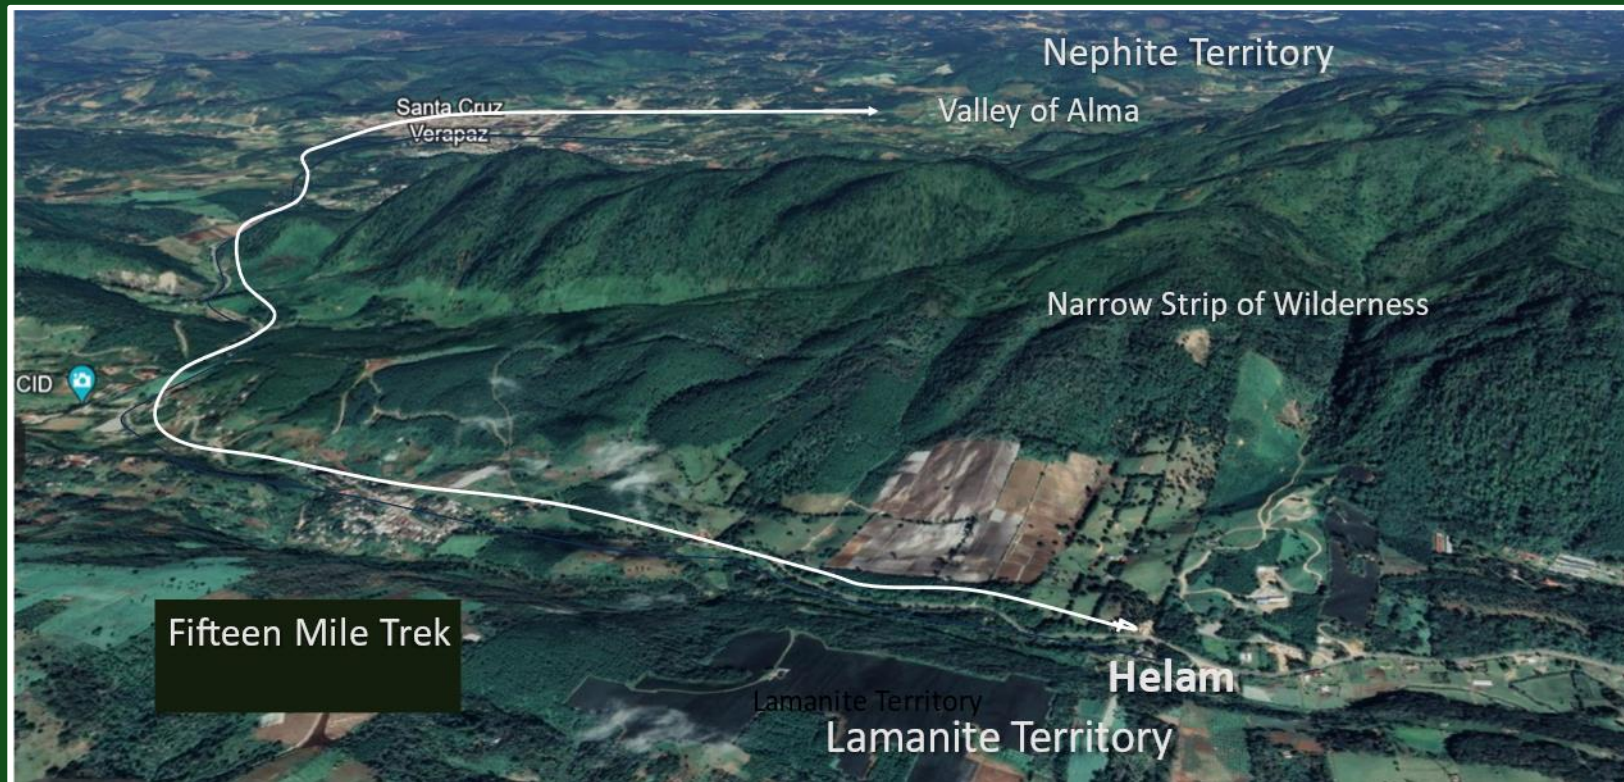 Nephite Territory
Santa Cruz
Verapaz
Valley of Alma
Narrow Strip of Wilderness
CID
Fifteen Mile Trek
Helam
Lamanite Territory
Lamanite Territory